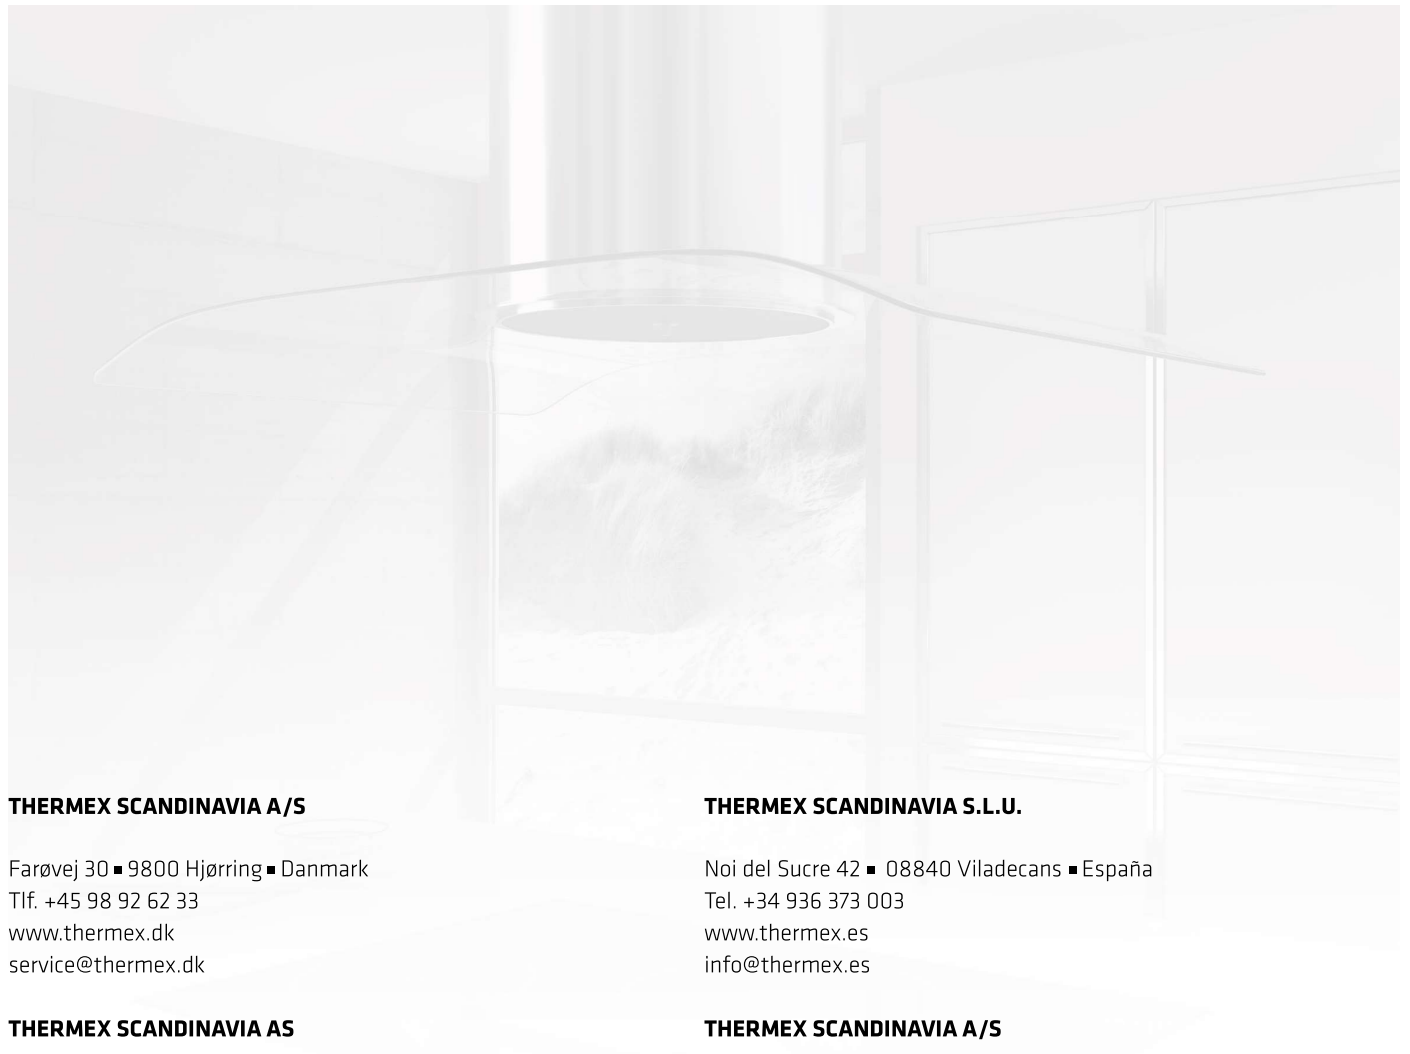 THERMEX SCANDINAVIA A/S
Farøvej 30 ▪ 9800 Hjørring ▪ Danmark
Tlf. +45 98 92 62 33
www.thermex.dk
service@thermex.dk
THERMEX SCANDINAVIA AS
THERMEX SCANDINAVIA S.L.U.
Noi del Sucre 42 ▪ 08840 Viladecans ▪ España
Tel. +34 936 373 003
www.thermex.es
info@thermex.es
THERMEX SCANDINAVIA A/S